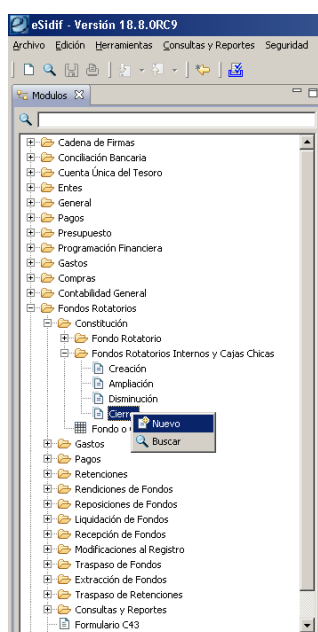 eSidif - Versión 18.8.0RC9
Archivo Edición Herramientas Consultas y Reportes Seguridad
Modulos
Cadena de Firmas
Conciliación Bancaria
Cuenta Única del Tesoro
Entes
General
Pagos
Presupuesto
Programación Financiera
Gastos
Compras
Contabilidad General
Fondos Rotatorios
Constitución
Fondo Rotatorio
Fondos Rotatorios Internos y Cajas Chicas
Creación
Ampliación
Disminución
Cierre
Nuevo
Fondo o
Buscar
Gastos
Pagos
Retenciones
Rendiciones de Fondos
Reposiciones de Fondos
Liquidación de Fondos
Recepción de Fondos
Modificaciones al Registro
Traspaso de Fondos
Extracción de Fondos
Traspaso de Retenciones
Consultas y Reportes
Formulario C43